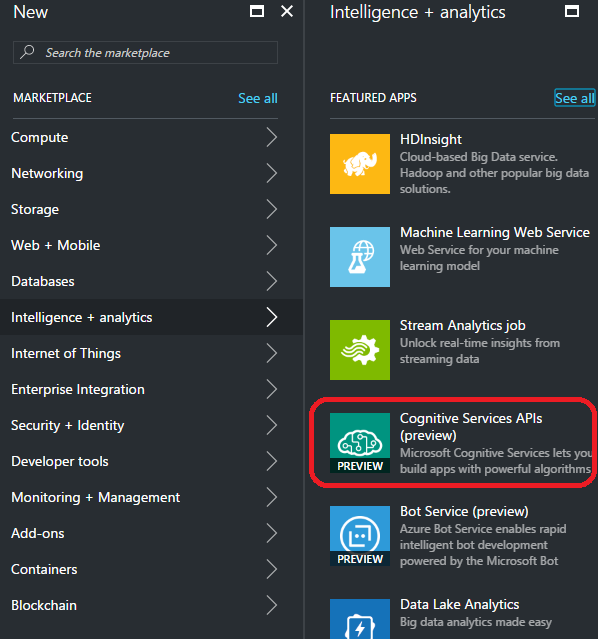 New
Search the marketplace
MARKETPLACE
See all
Compute
Networking
Storage
Web + Mobile
Databases
Intelligence + analytics
Internet of Things
Enterprise Integration
Security + Identity
Developer tools
Monitoring + Management
Add-ons
Containers
Blockchain
Intelligence + analytics
FEATURED APPS
See all
HDInsight
Cloud-based Big Data service.
Hadoop and other popular big data
solutions.
Machine Learning Web Service
Web Service for your machine
learning model
Stream Analytics job
Unlock real-time insights from
streaming data
PREVIEW
Cognitive Services APIs
(preview)
Microsoft Cognitive Services lets you
build apps with powerful algorithms
PREVIEW
Bot Service (preview)
Azure Bot Service enables rapid
intelligent bot development
powered by the Microsoft Bot
Data Lake Analytics
Big data analytics made easy